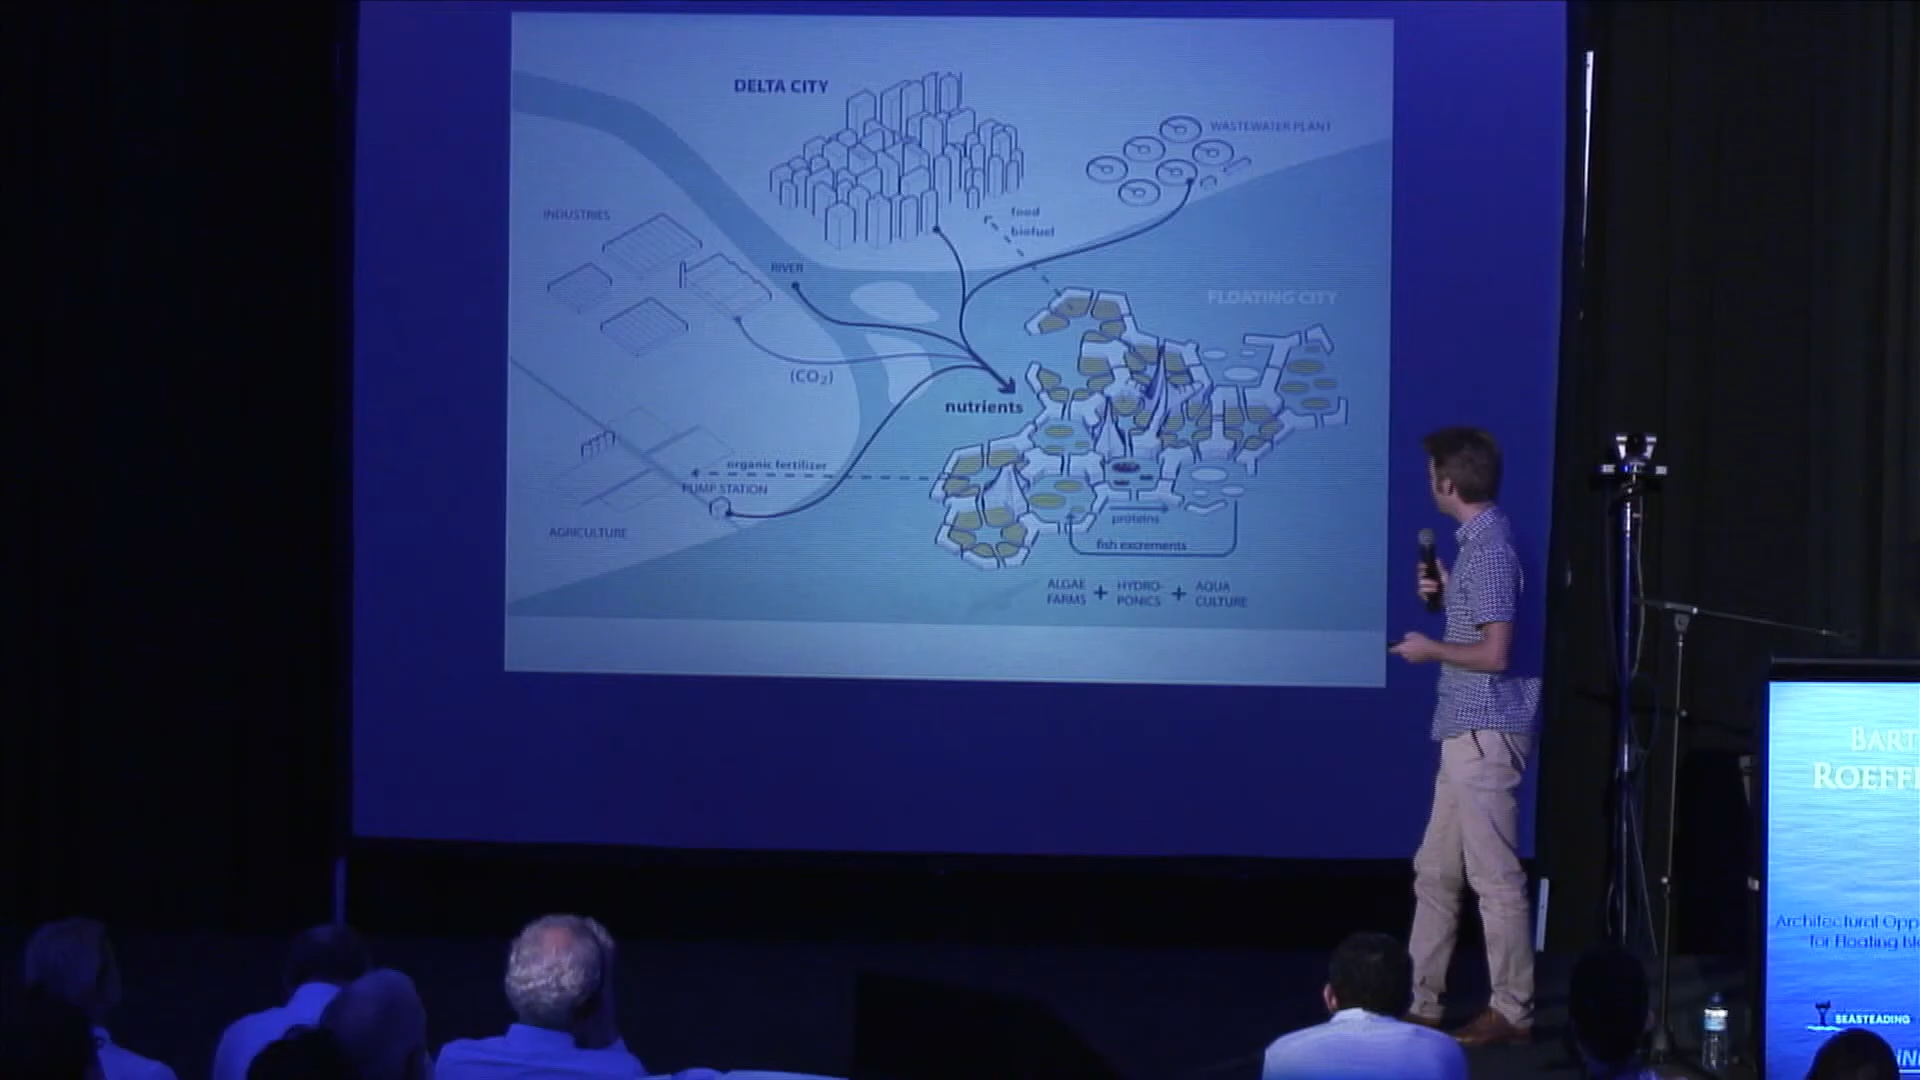 DELTA CITY
WASTEWATER PLANT
INDUSTRIES
food
biofuel
RIVER
FLOATING CITY
(CO₂)
nutrients
organic fertilizer
PUMP STATION
AGRICULTURE
proteins
fish excrements
ALGAE
FARMS
+
HYDRO-
PONICS
+
AQUA
CULTURE
BART
ROEFF
Architectural Opp
for Floating Isl
SEASTEADING